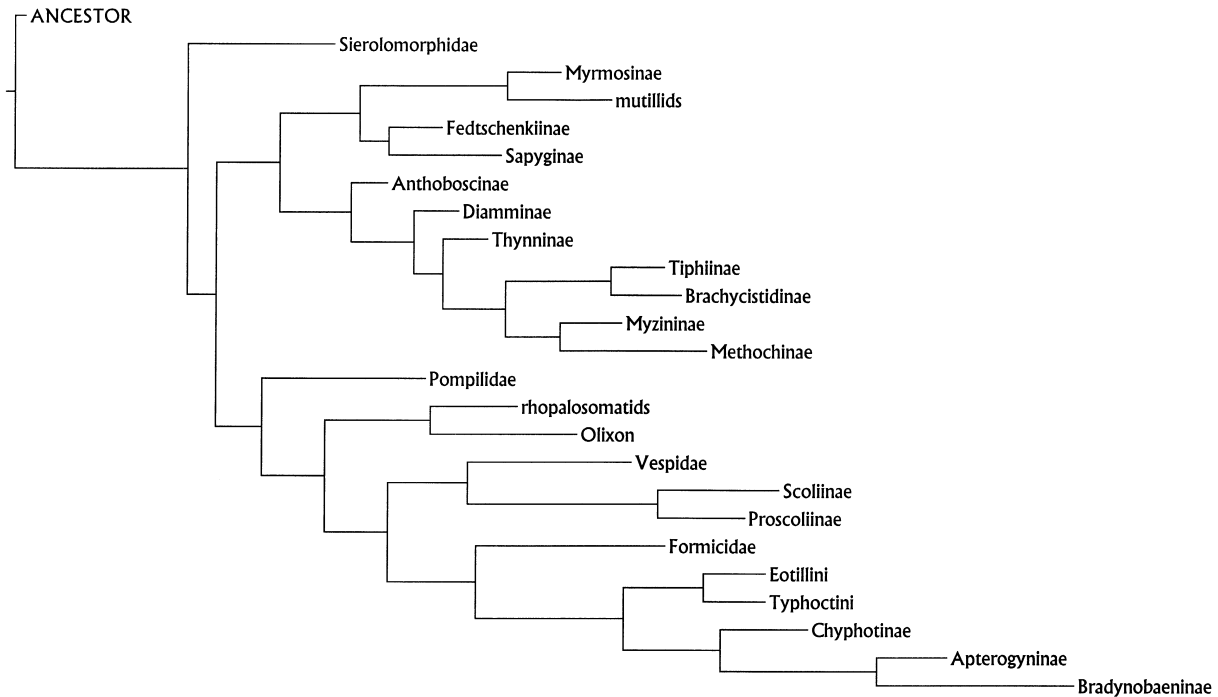 ANCESTOR
Sierolomorphidae
Myrmosinae
mutillids
Fedtschenkiinae
Sapyginae
Anthoboscinae
Diamminae
Thynninae
Tiphiinae
Brachycistidinae
Myzininae
Methochinae
Pompilidae
rhopalosomatids
Olixon
Vespidae
Scoliinae
Proscoliinae
Formicidae
Eotillini
Typhoctini
Chyphotinae
Apterogyninae
Bradynobaeninae